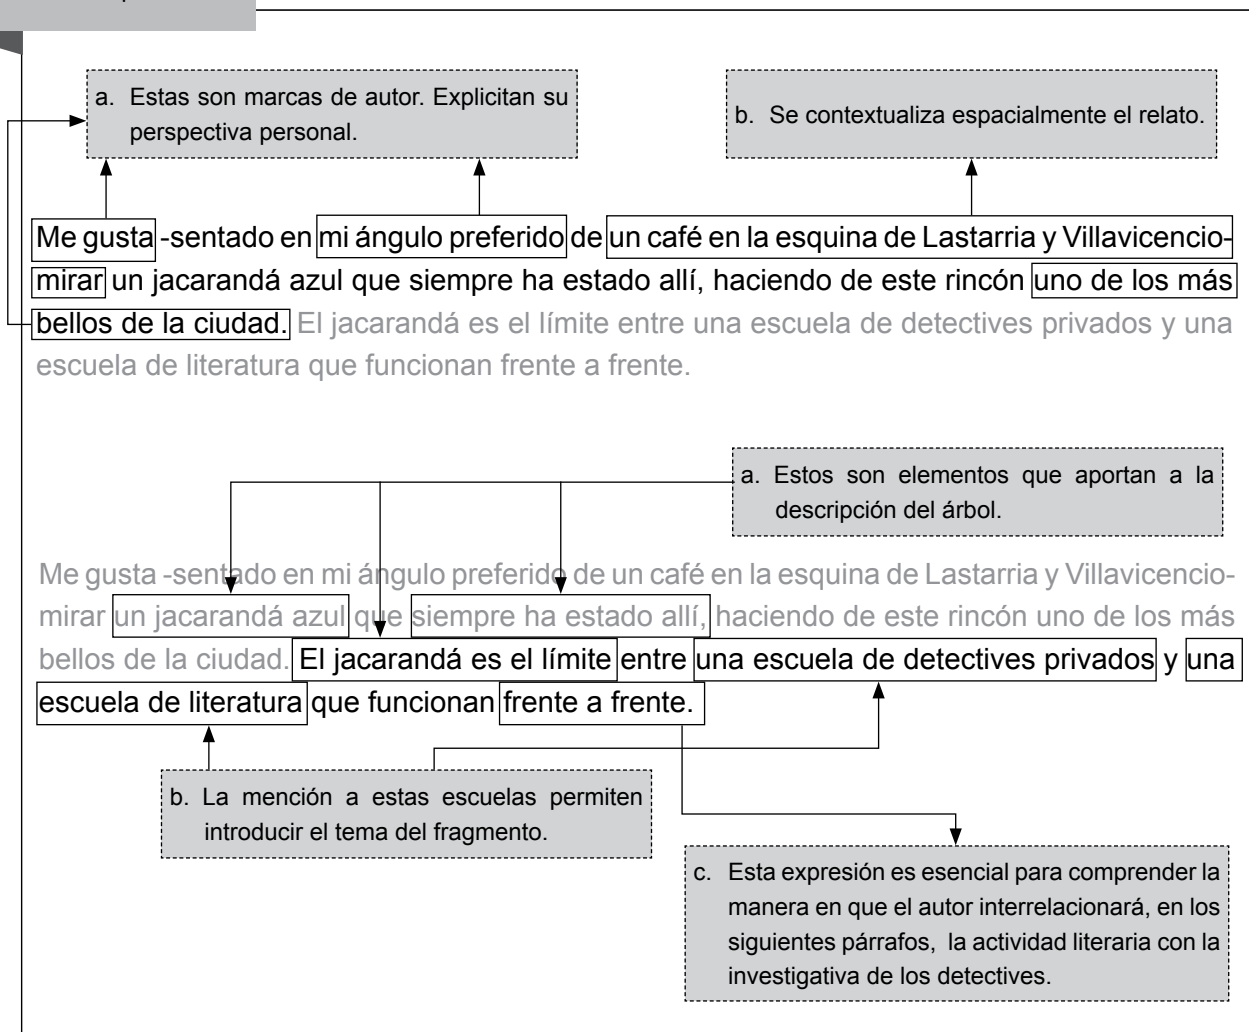 a. Estas son marcas de autor. Explicitan su
perspectiva personal.
b. Se contextualiza espacialmente el relato.
Me gusta -sentado en mi ángulo preferido de un café en la esquina de Lastarria y Villavicencio-
mirar un jacarandá azul que siempre ha estado allí, haciendo de este rincón uno de los más
bellos de la ciudad. El jacarandá es el límite entre una escuela de detectives privados y una
escuela de literatura que funcionan frente a frente.
a. Estos son elementos que aportan a la
descripción del árbol.
Me gusta -sentado en mi ángulo preferido de un café en la esquina de Lastarria y Villavicencio-
mirar un jacarandá azul que siempre ha estado allí, haciendo de este rincón uno de los más
bellos de la ciudad. El jacarandá es el límite entre una escuela de detectives privados y una
escuela de literatura que funcionan frente a frente.
b. La mención a estas escuelas permiten
introducir el tema del fragmento.
c. Esta expresión es esencial para comprender la
manera en que el autor interrelacionará, en los
siguientes párrafos, la actividad literaria con la
investigativa de los detectives.